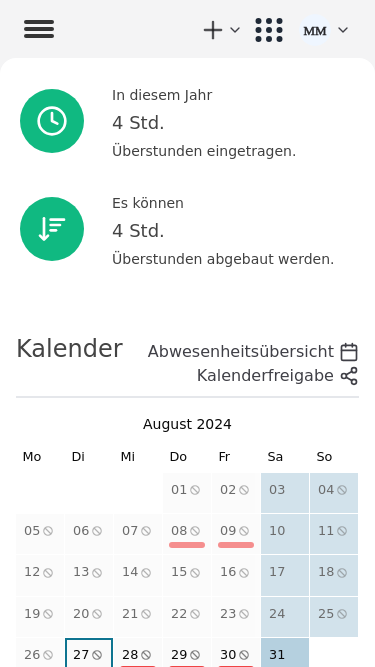 MM
In diesem Jahr
4 Std.
Überstunden eingetragen.
Es können
4 Std.
Überstunden abgebaut werden.
Kalender
Abwesenheitsübersicht
Kalenderfreigabe
August 2024
Mo Di Mi Do Fr Sa So
01 02 03 04
05 06 07 08 09 10 11
12 13 14 15 16 17 18
19 20 21 22 23 24 25
26 27 28 29 30 31